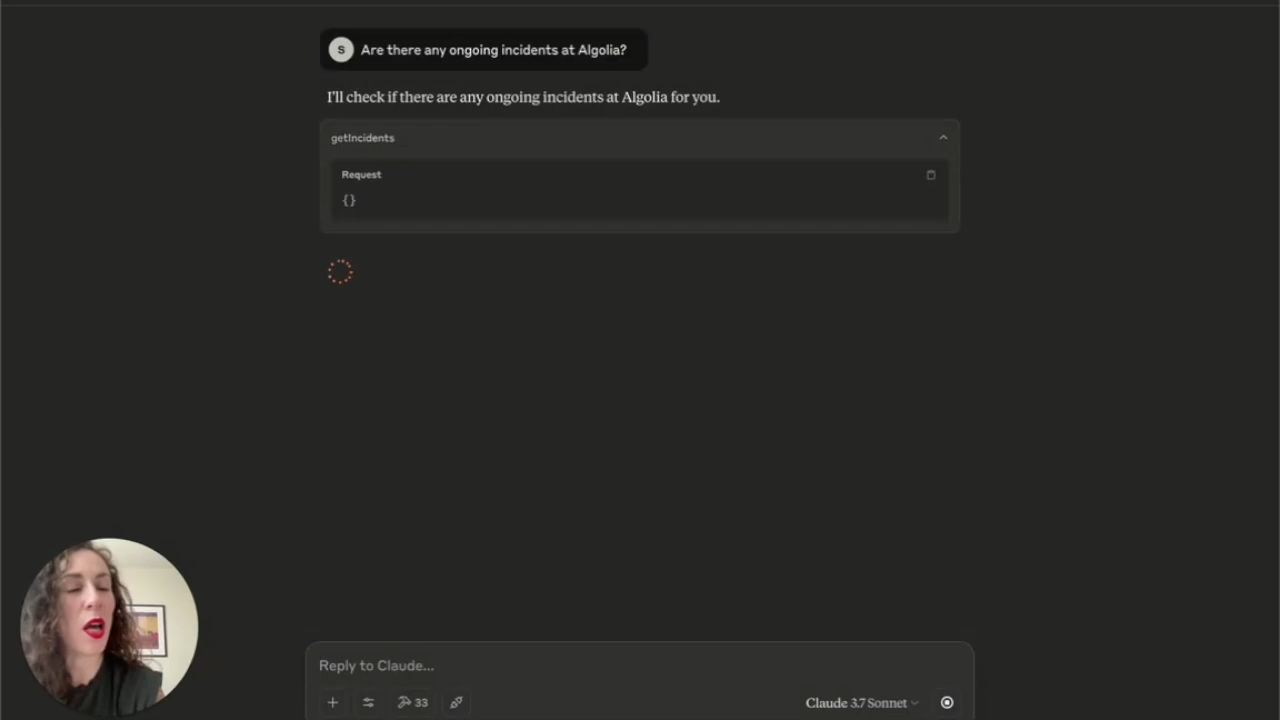 S Are there any ongoing incidents at Algolia?
I'll check if there are any ongoing incidents at Algolia for you.
getIncidents
Request
{}
Reply to Claude...
33
Claude 3.7 Sonnet